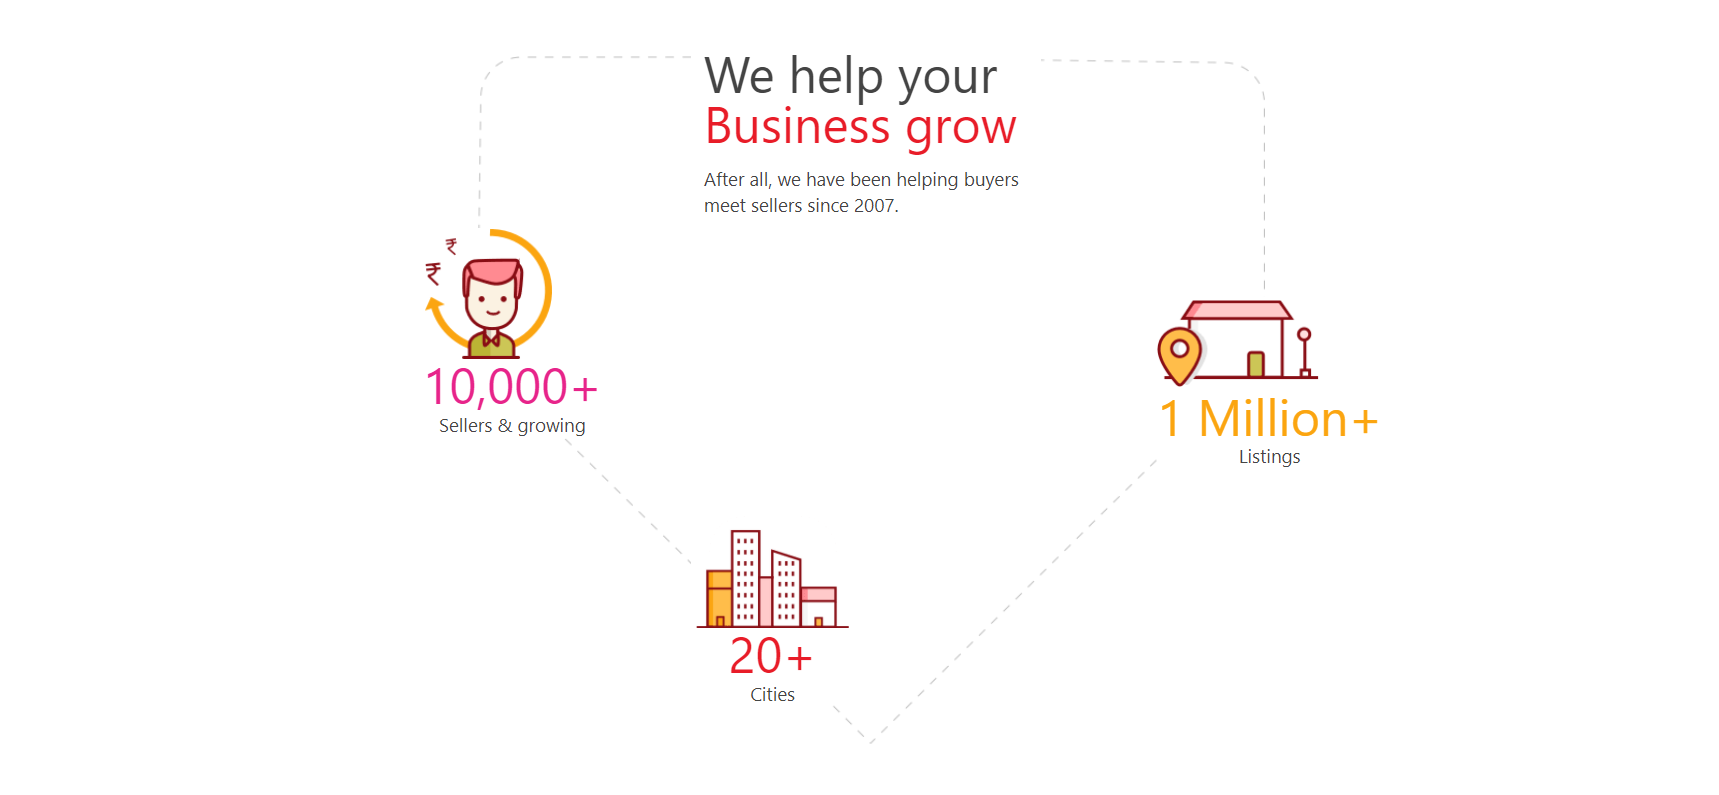 We help your
Business grow
After all, we have been helping buyers
meet sellers since 2007.
₹
₹
10,000+
Sellers & growing
1 Million+
Listings
20+
Cities